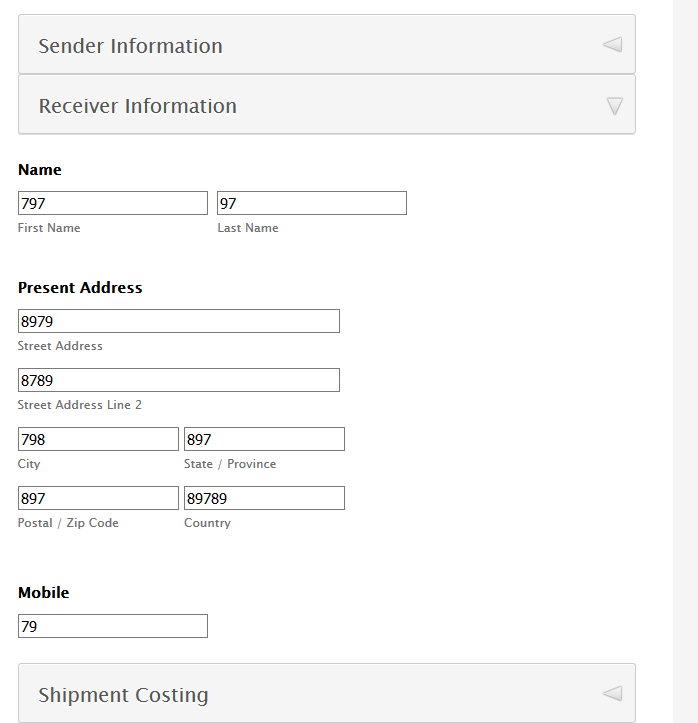 Sender Information
Receiver Information
Name
797 97
First Name Last Name
Present Address
8979
Street Address
8789
Street Address Line 2
798 897
City State / Province
897 89789
Postal / Zip Code Country
Mobile
79
Shipment Costing